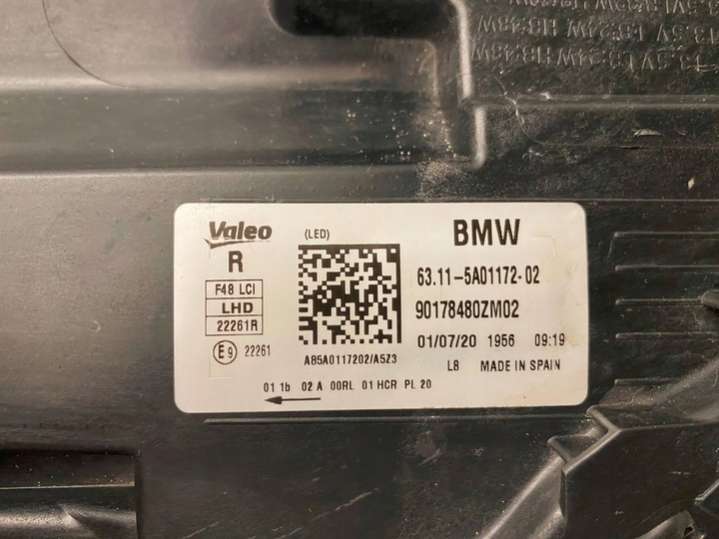 Valeo
(LED)
BMW
R
F48 LCI
LHD
22261R
E9 22261
63.11-5A01172-02
90178480ZM02
01/07/20 1956 09:19
A85A0117202/A5Z3
L8 MADE IN SPAIN
01 1b 02 A 00RL 01 HCR PL 20